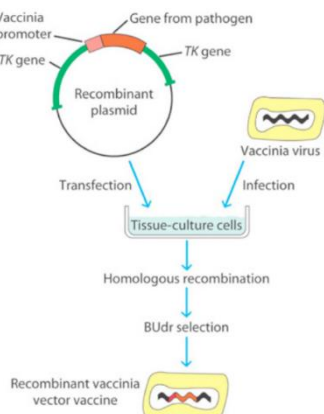 Vaccinia
promoter
Gene from pathogen
TK gene
TK gene
Recombinant
plasmid
Vaccinia virus
Transfection
Infection
Tissue-culture cells
Homologous recombination
BUdr selection
Recombinant vaccinia
vector vaccine